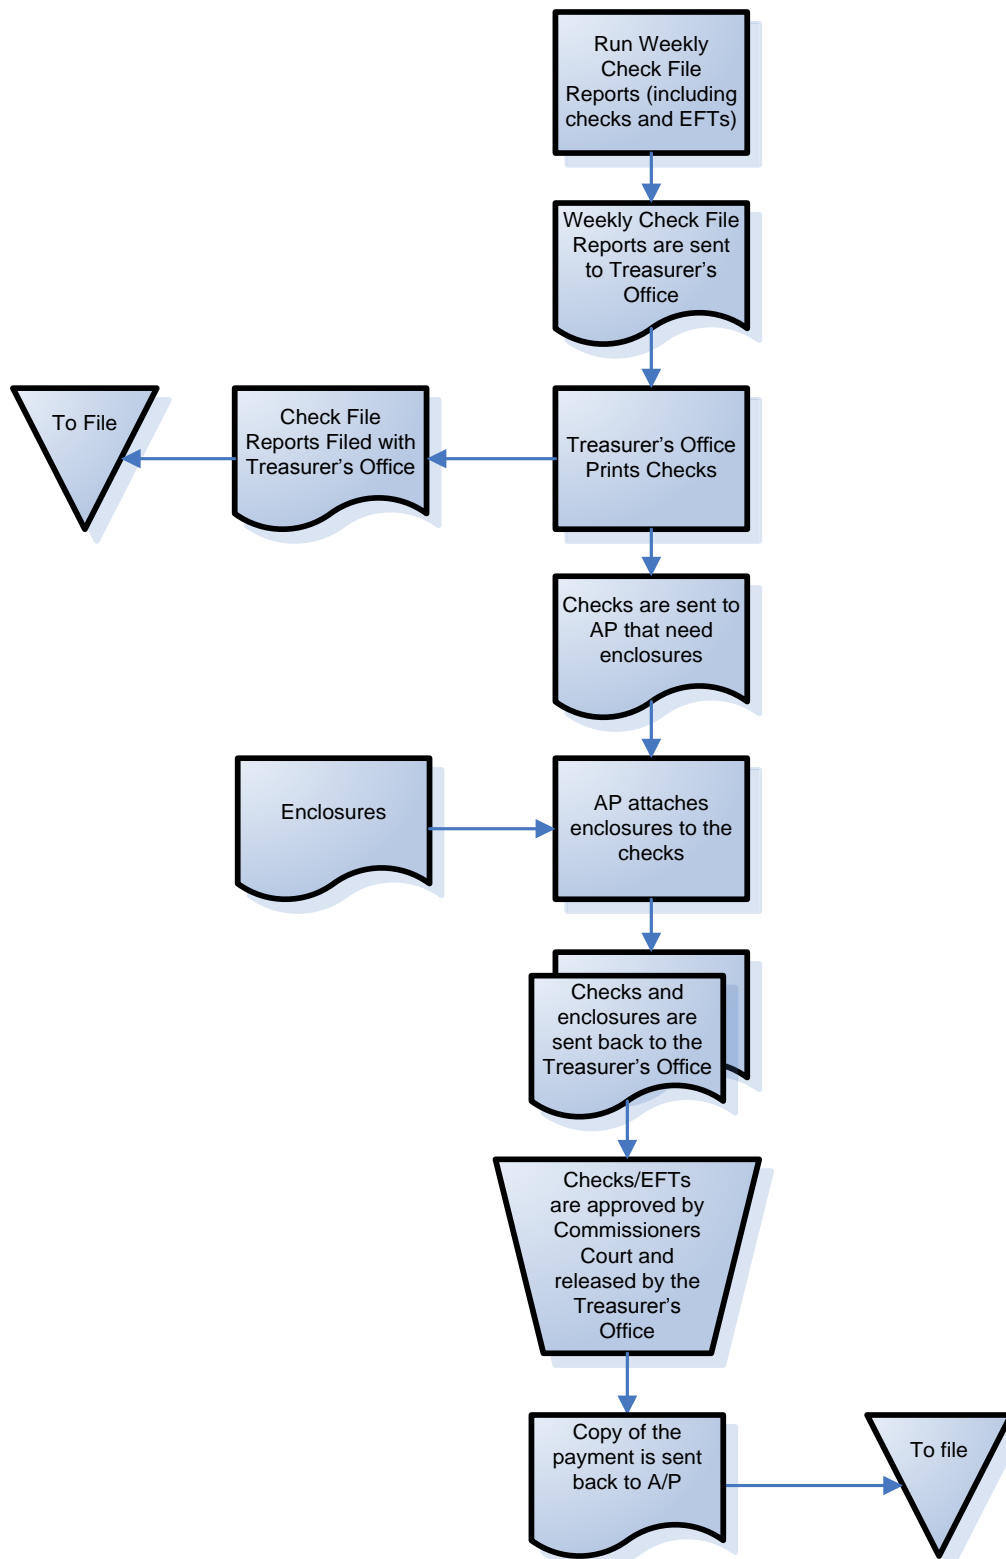 Run Weekly
Check File
Reports (including
checks and EFTs)
Weekly Check File
Reports are sent
to Treasurer's
Office
To File
Check File
Reports Filed with
Treasurer's Office
Treasurer's Office
Prints Checks
Checks are sent to
AP that need
enclosures
Enclosures
AP attaches
enclosures to the
checks
Checks and
enclosures are
sent back to the
Treasurer's Office
Checks/EFTs
are approved by
Commissioners
Court and
released by the
Treasurer's
Office
Copy of the
payment is sent
back to A/P
To file